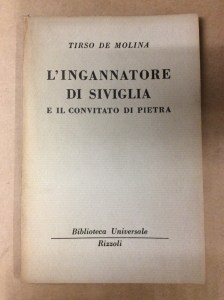 TIRSO DE MOLINA
L'INGANNATORE
DI SIVIGLIA
E IL CONVITATO DI PIETRA
Biblioteca Universale
Rizzoli